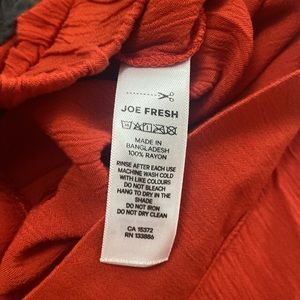 JOE FRESH
MADE IN
BANGLADESH
100% RAYON
RINSE AFTER EACH USE
MACHINE WASH COLD
WITH LIKE COLOURS
DO NOT BLEACH
HANG TO DRY IN THE
SHADE
DO NOT IRON
DO NOT DRY CLEAN
CA 15372
RN 133886